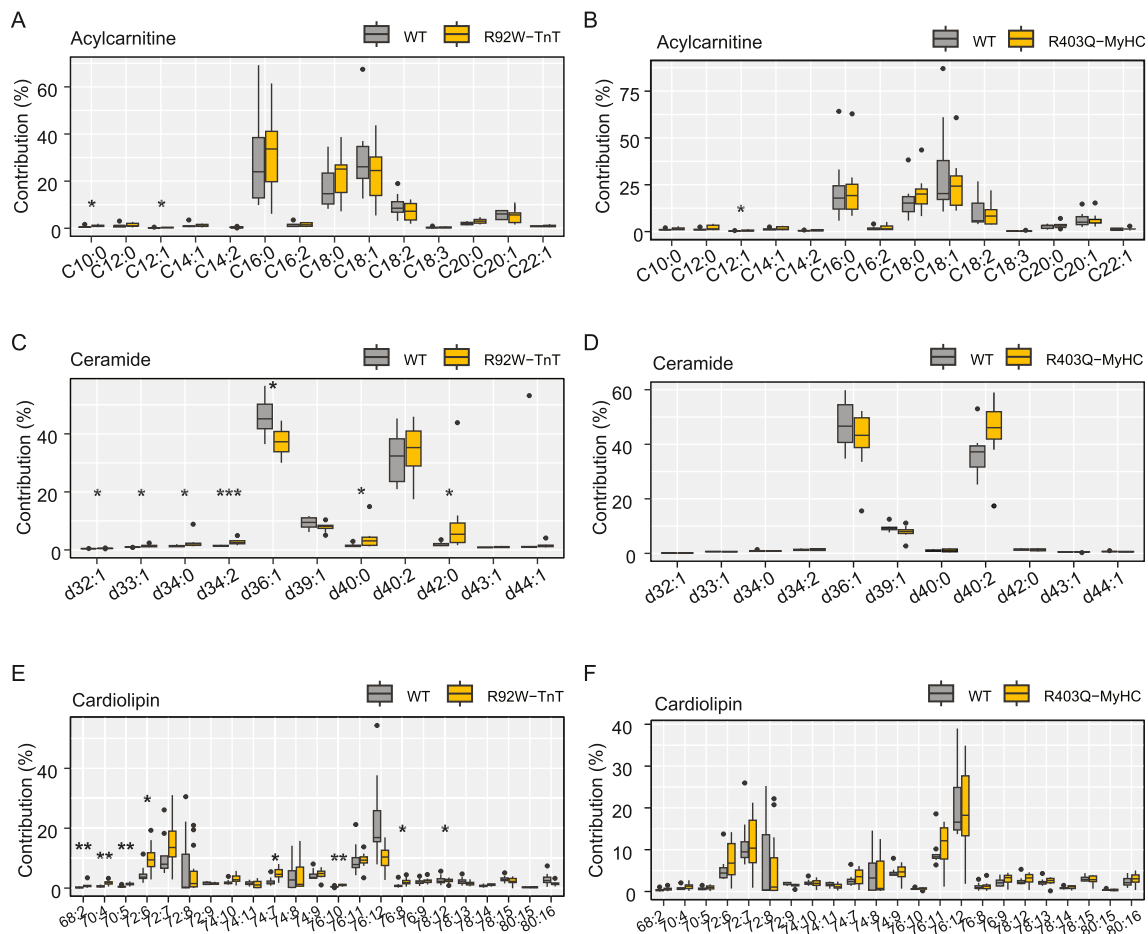 A
Acylcarnitine
WT R92W−TnT
Contribution (%)
60
40
20
0
* *
C10:0 C12:0 C12:1 C14:1 C14:2 C16:0 C16:2 C18:0 C18:1 C18:2 C18:3 C20:0 C20:1 C22:1
B
Acylcarnitine
WT R403Q−MyHC
Contribution (%)
75
50
25
0
*
C10:0 C12:0 C12:1 C14:1 C14:2 C16:0 C16:2 C18:0 C18:1 C18:2 C18:3 C20:0 C20:1 C22:1
C
Ceramide
WT R92W−TnT
Contribution (%)
40
20
0
*
* * * *** * *
d32:1 d33:1 d34:0 d34:2 d36:1 d39:1 d40:0 d40:2 d42:0 d43:1 d44:1
D
Ceramide
WT R403Q−MyHC
Contribution (%)
60
40
20
0
d32:1 d33:1 d34:0 d34:2 d36:1 d39:1 d40:0 d40:2 d42:0 d43:1 d44:1
E
Cardiolipin
WT R92W−TnT
Contribution (%)
40
20
0
** ** ** * * ** * *
68:2 70:4 70:5 72:6 72:7 72:8 72:9 74:10 74:11 74:7 74:8 74:9 76:10 76:11 76:12 76:8 76:9 78:12 78:13 78:14 78:15 80:15 80:16
F
Cardiolipin
WT R403Q−MyHC
Contribution (%)
40
30
20
10
0
68:2 70:4 70:5 72:6 72:7 72:8 72:9 74:10 74:11 74:7 74:8 74:9 76:10 76:11 76:12 76:8 76:9 78:12 78:13 78:14 78:15 80:15 80:16